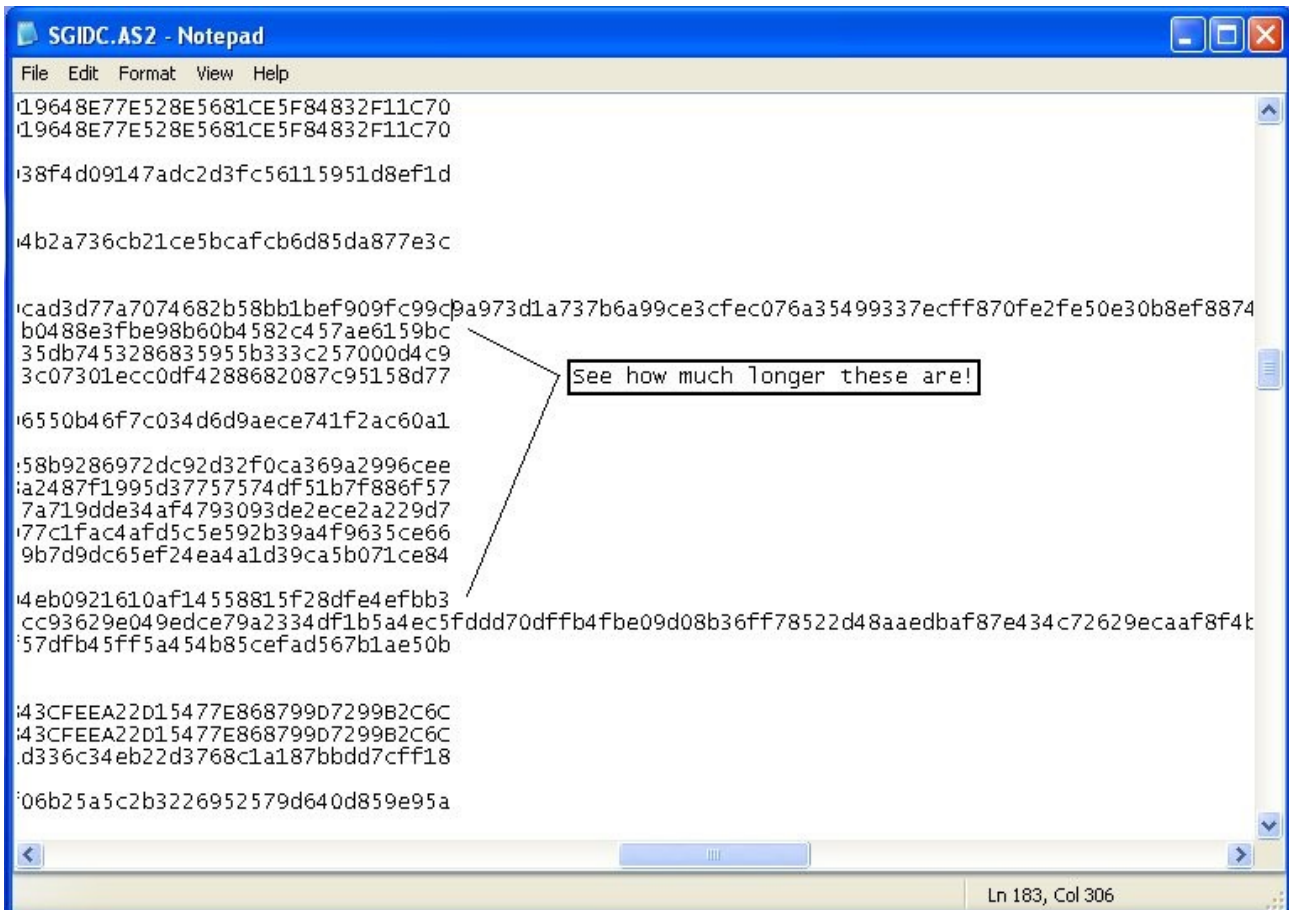 SGIDC.AS2 - Notepad
File Edit Format View Help
19648E77E528E5681CE5F84832F11C70
19648E77E528E5681CE5F84832F11C70
38f4d09147adc2d3fc56115951d8ef1d
4b2a736cb21ce5bcafcb6d85da877e3c
cad3d77a7074682b58bb1bef909fc99c9a973d1a737b6a99ce3cfec076a35499337ecff870fe2fe50e30b8ef8874
b0488e3fbe98b60b4582c457ae6159bc
35db7453286835955b333c257000d4c9
3c07301ecc0df4288682087c95158d77
See how much longer these are!
6550b46f7c034d6d9aece741f2ac60a1
58b9286972dc92d32f0ca369a2996cee
a2487f1995d37757574df51b7f886f57
7a719dde34af4793093de2ece2a229d7
77c1fac4afd5c5e592b39a4f9635ce66
9b7d9dc65ef24ea4a1d39ca5b071ce84
4eb0921610af14558815f28dfe4efbb3
cc93629e049edce79a2334df1b5a4ec5fddd70dffb4fbe09d08b36ff78522d48aaedbaf87e434c72629ecaaf8f4b
57dfb45ff5a454b85cefad567b1ae50b
43CFEEA22D15477E868799D7299B2C6C
43CFEEA22D15477E868799D7299B2C6C
d336c34eb22d3768c1a187bbdd7cff18
06b25a5c2b3226952579d640d859e95a
Ln 183, Col 306